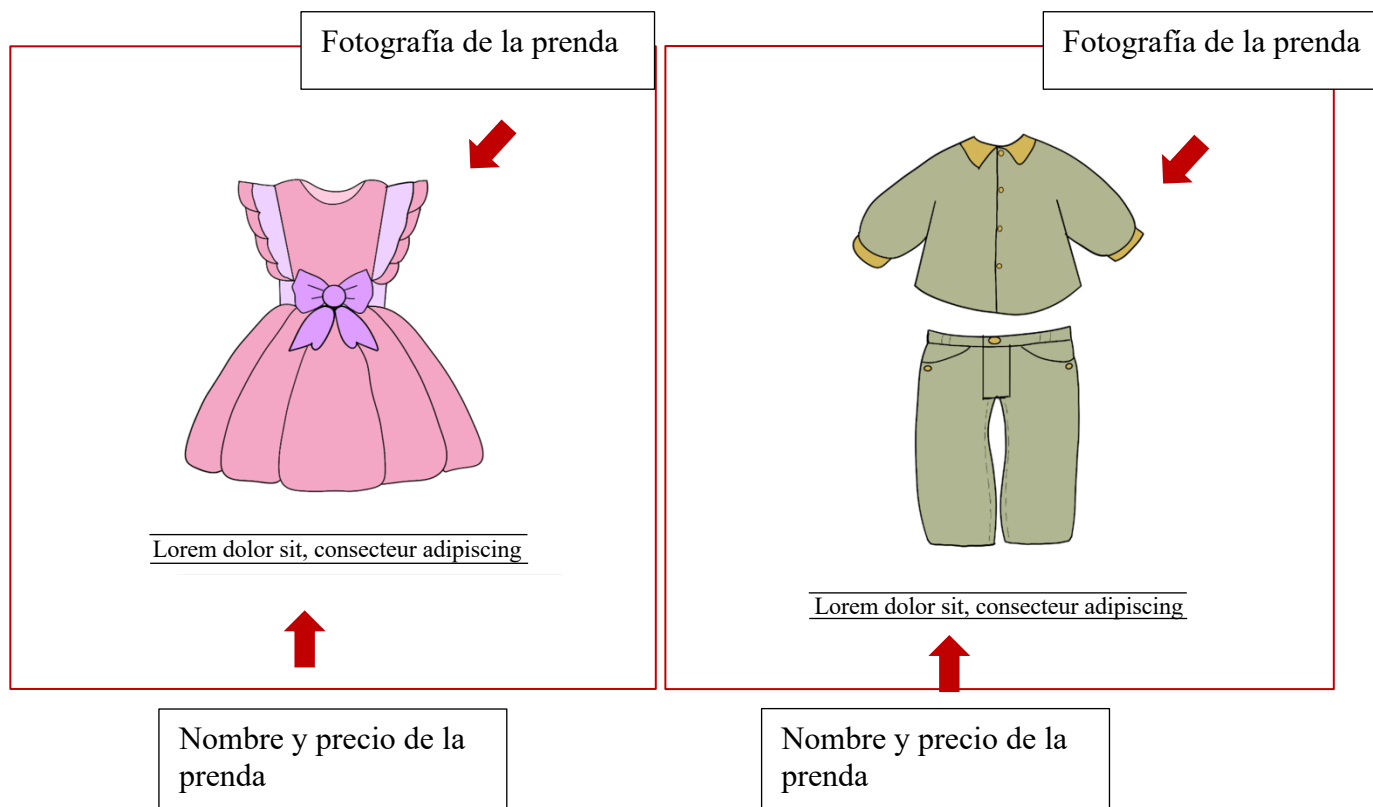 Fotografía de la prenda
Fotografía de la prenda
Lorem dolor sit, consecteur adipiscing
Lorem dolor sit, consecteur adipiscing
Nombre y precio de la
prenda
Nombre y precio de la
prenda